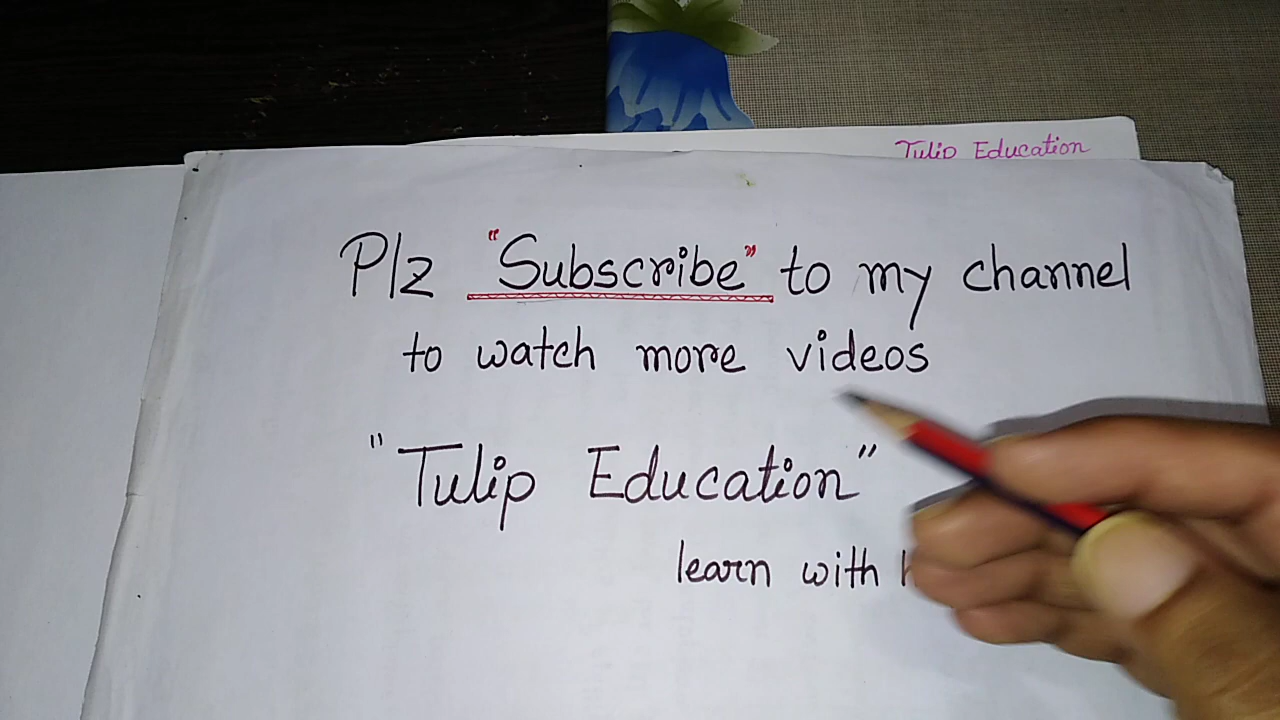 Tulip Education
Plz "Subscribe" to my channel
to watch more videos
"Tulip Education"
learn with